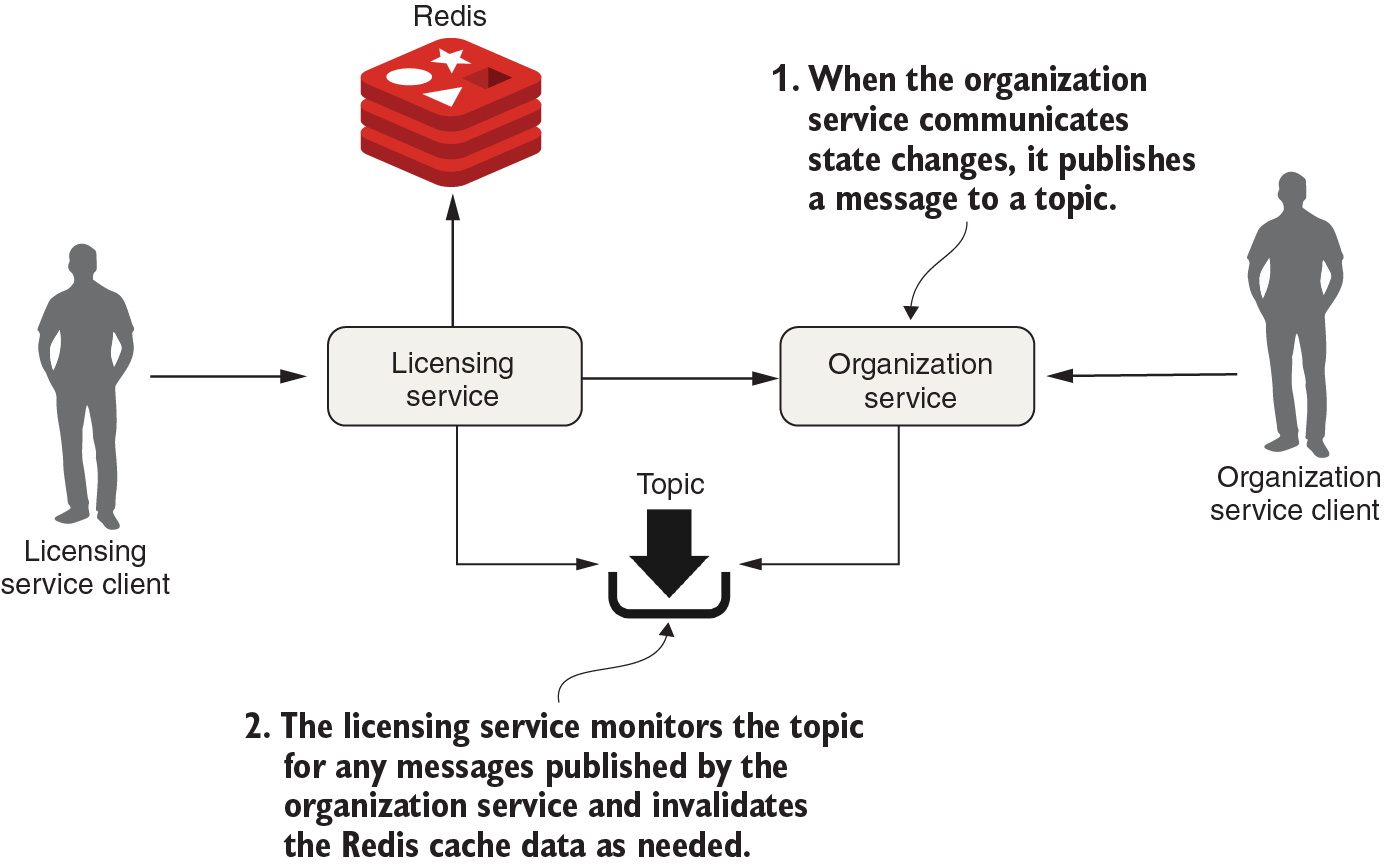 Redis
1. When the organization
service communicates
state changes, it publishes
a message to a topic.
Licensing
service
Organization
service
Topic
Organization
service client
Licensing
service client
2. The licensing service monitors the topic
for any messages published by the
organization service and invalidates
the Redis cache data as needed.